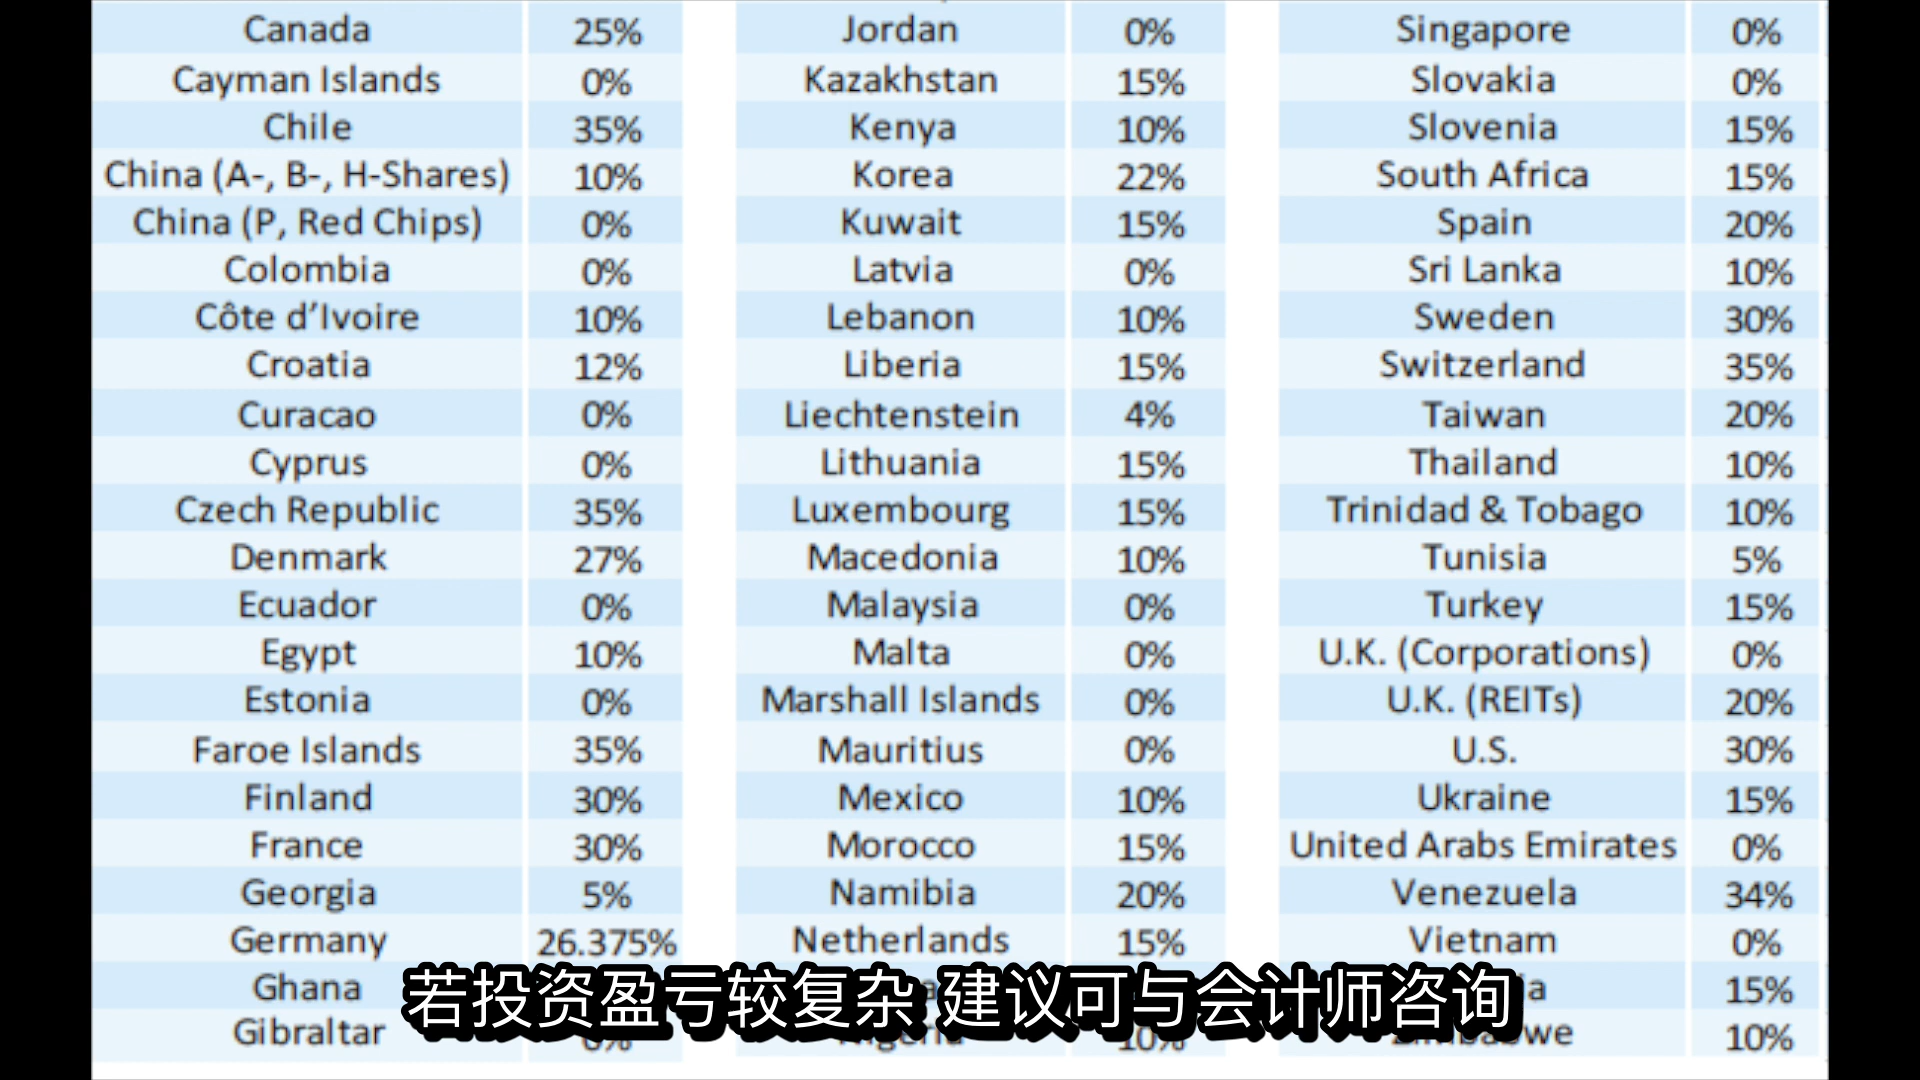 Canada 25% Jordan 0% Singapore 0%
Cayman Islands 0% Kazakhstan 15% Slovakia 0%
Chile 35% Kenya 10% Slovenia 15%
China (A-, B-, H-Shares) 10% Korea 22% South Africa 15%
China (P, Red Chips) 0% Kuwait 15% Spain 20%
Colombia 0% Latvia 0% Sri Lanka 10%
Côte d’Ivoire 10% Lebanon 10% Sweden 30%
Croatia 12% Liberia 15% Switzerland 35%
Curacao 0% Liechtenstein 4% Taiwan 20%
Cyprus 0% Lithuania 15% Thailand 10%
Czech Republic 35% Luxembourg 15% Trinidad & Tobago 10%
Denmark 27% Macedonia 10% Tunisia 5%
Ecuador 0% Malaysia 0% Turkey 15%
Egypt 10% Malta 0% U.K. (Corporations) 0%
Estonia 0% Marshall Islands 0% U.K. (REITs) 20%
Faroe Islands 35% Mauritius 0% U.S. 30%
Finland 30% Mexico 10% Ukraine 15%
France 30% Morocco 15% United Arabs Emirates 0%
Georgia 5% Namibia 20% Venezuela 34%
Germany 26.375% Netherlands 15% Vietnam 0%
Ghana 15%
Gibraltar 0% Nigeria 10% Zimbabwe 10%
若投资盈亏较复杂 建议可与会计师咨询